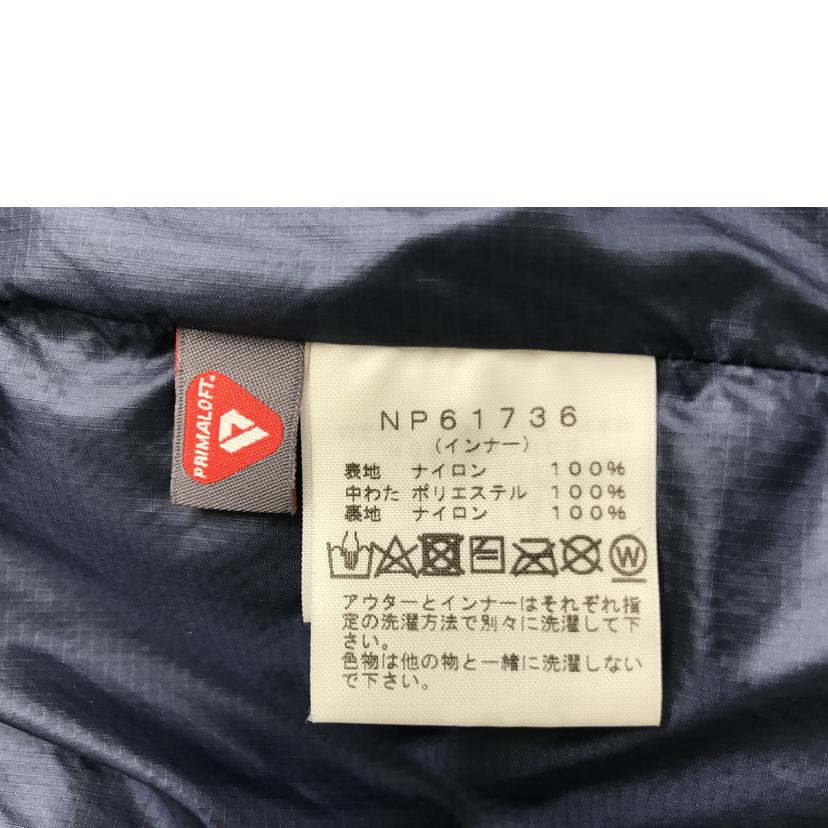 PRIMALOFT.
NP61736
(インナー)
表地 ナイロン 100%
中わた ポリエステル 100%
裏地 ナイロン 100%
W
アウターとインナーはそれぞれ指
定の洗濯方法で別々に洗濯して下
さい。
色物は他の物と一緒に洗濯しない
で下さい。